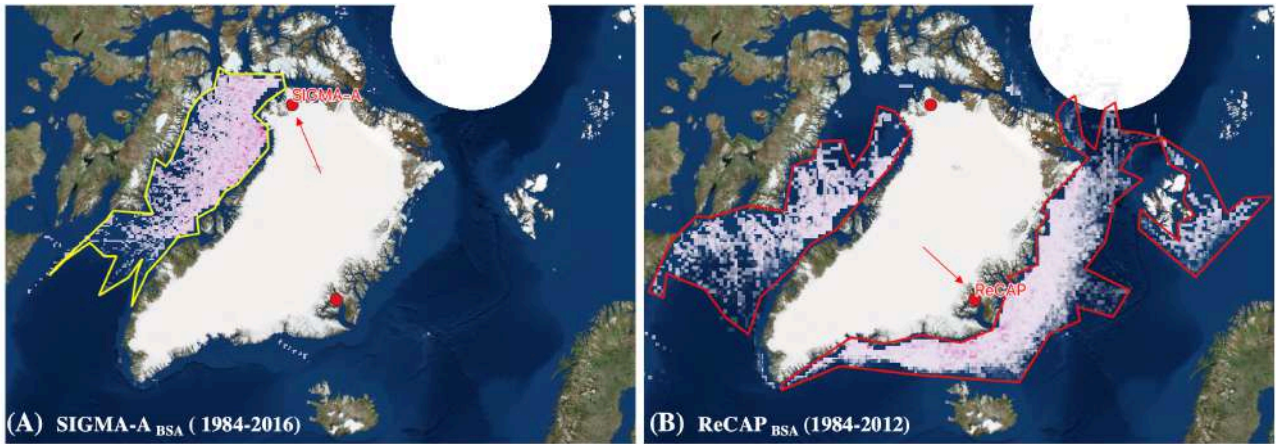 SIGMA-A
(A) SIGMA-A BSA ( 1984-2016)
ReCAP
(B) ReCAP BSA (1984-2012)